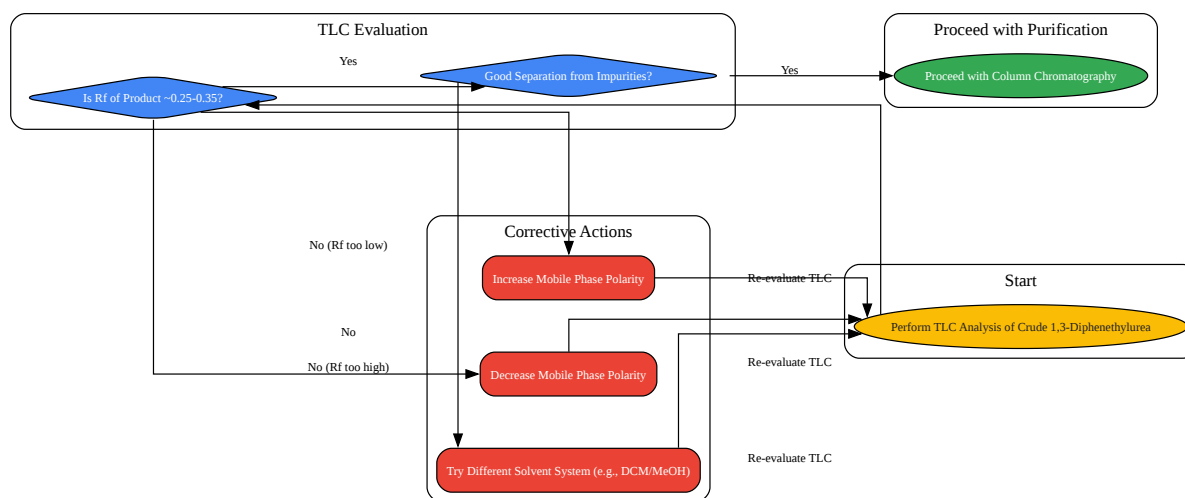 TLC Evaluation
Proceed with Purification
Yes
Good Separation from Impurities?
Yes
Proceed with Column Chromatography
Is Rf of Product ~0.25-0.35?
Corrective Actions
No (Rf too low)
Increase Mobile Phase Polarity
Re-evaluate TLC
Start
Perform TLC Analysis of Crude 1,3-Diphenethylurea
No
No (Rf too high)
Decrease Mobile Phase Polarity
Re-evaluate TLC
Try Different Solvent System (e.g., DCM/MeOH)
Re-evaluate TLC